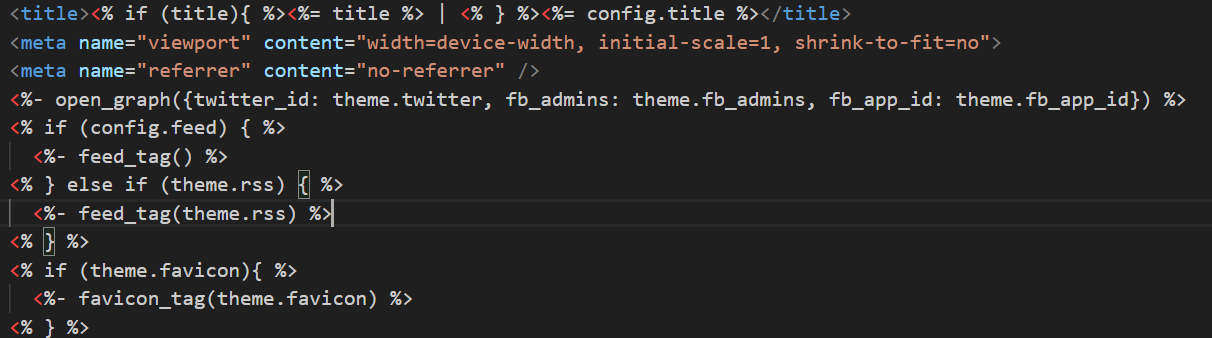 <title><% if (title){ %><%= title %> | <% } %><%= config.title %></title>
<meta name="viewport" content="width=device-width, initial-scale=1, shrink-to-fit=no">
<meta name="referrer" content="no-referrer" />
<%- open_graph({twitter_id: theme.twitter, fb_admins: theme.fb_admins, fb_app_id: theme.fb_app_id}) %>
<% if (config.feed) { %>
  <%- feed_tag() %>
<% } else if (theme.rss) { %>
  <%- feed_tag(theme.rss) %>
<% } %>
<% if (theme.favicon){ %>
  <%- favicon_tag(theme.favicon) %>
<% } %>